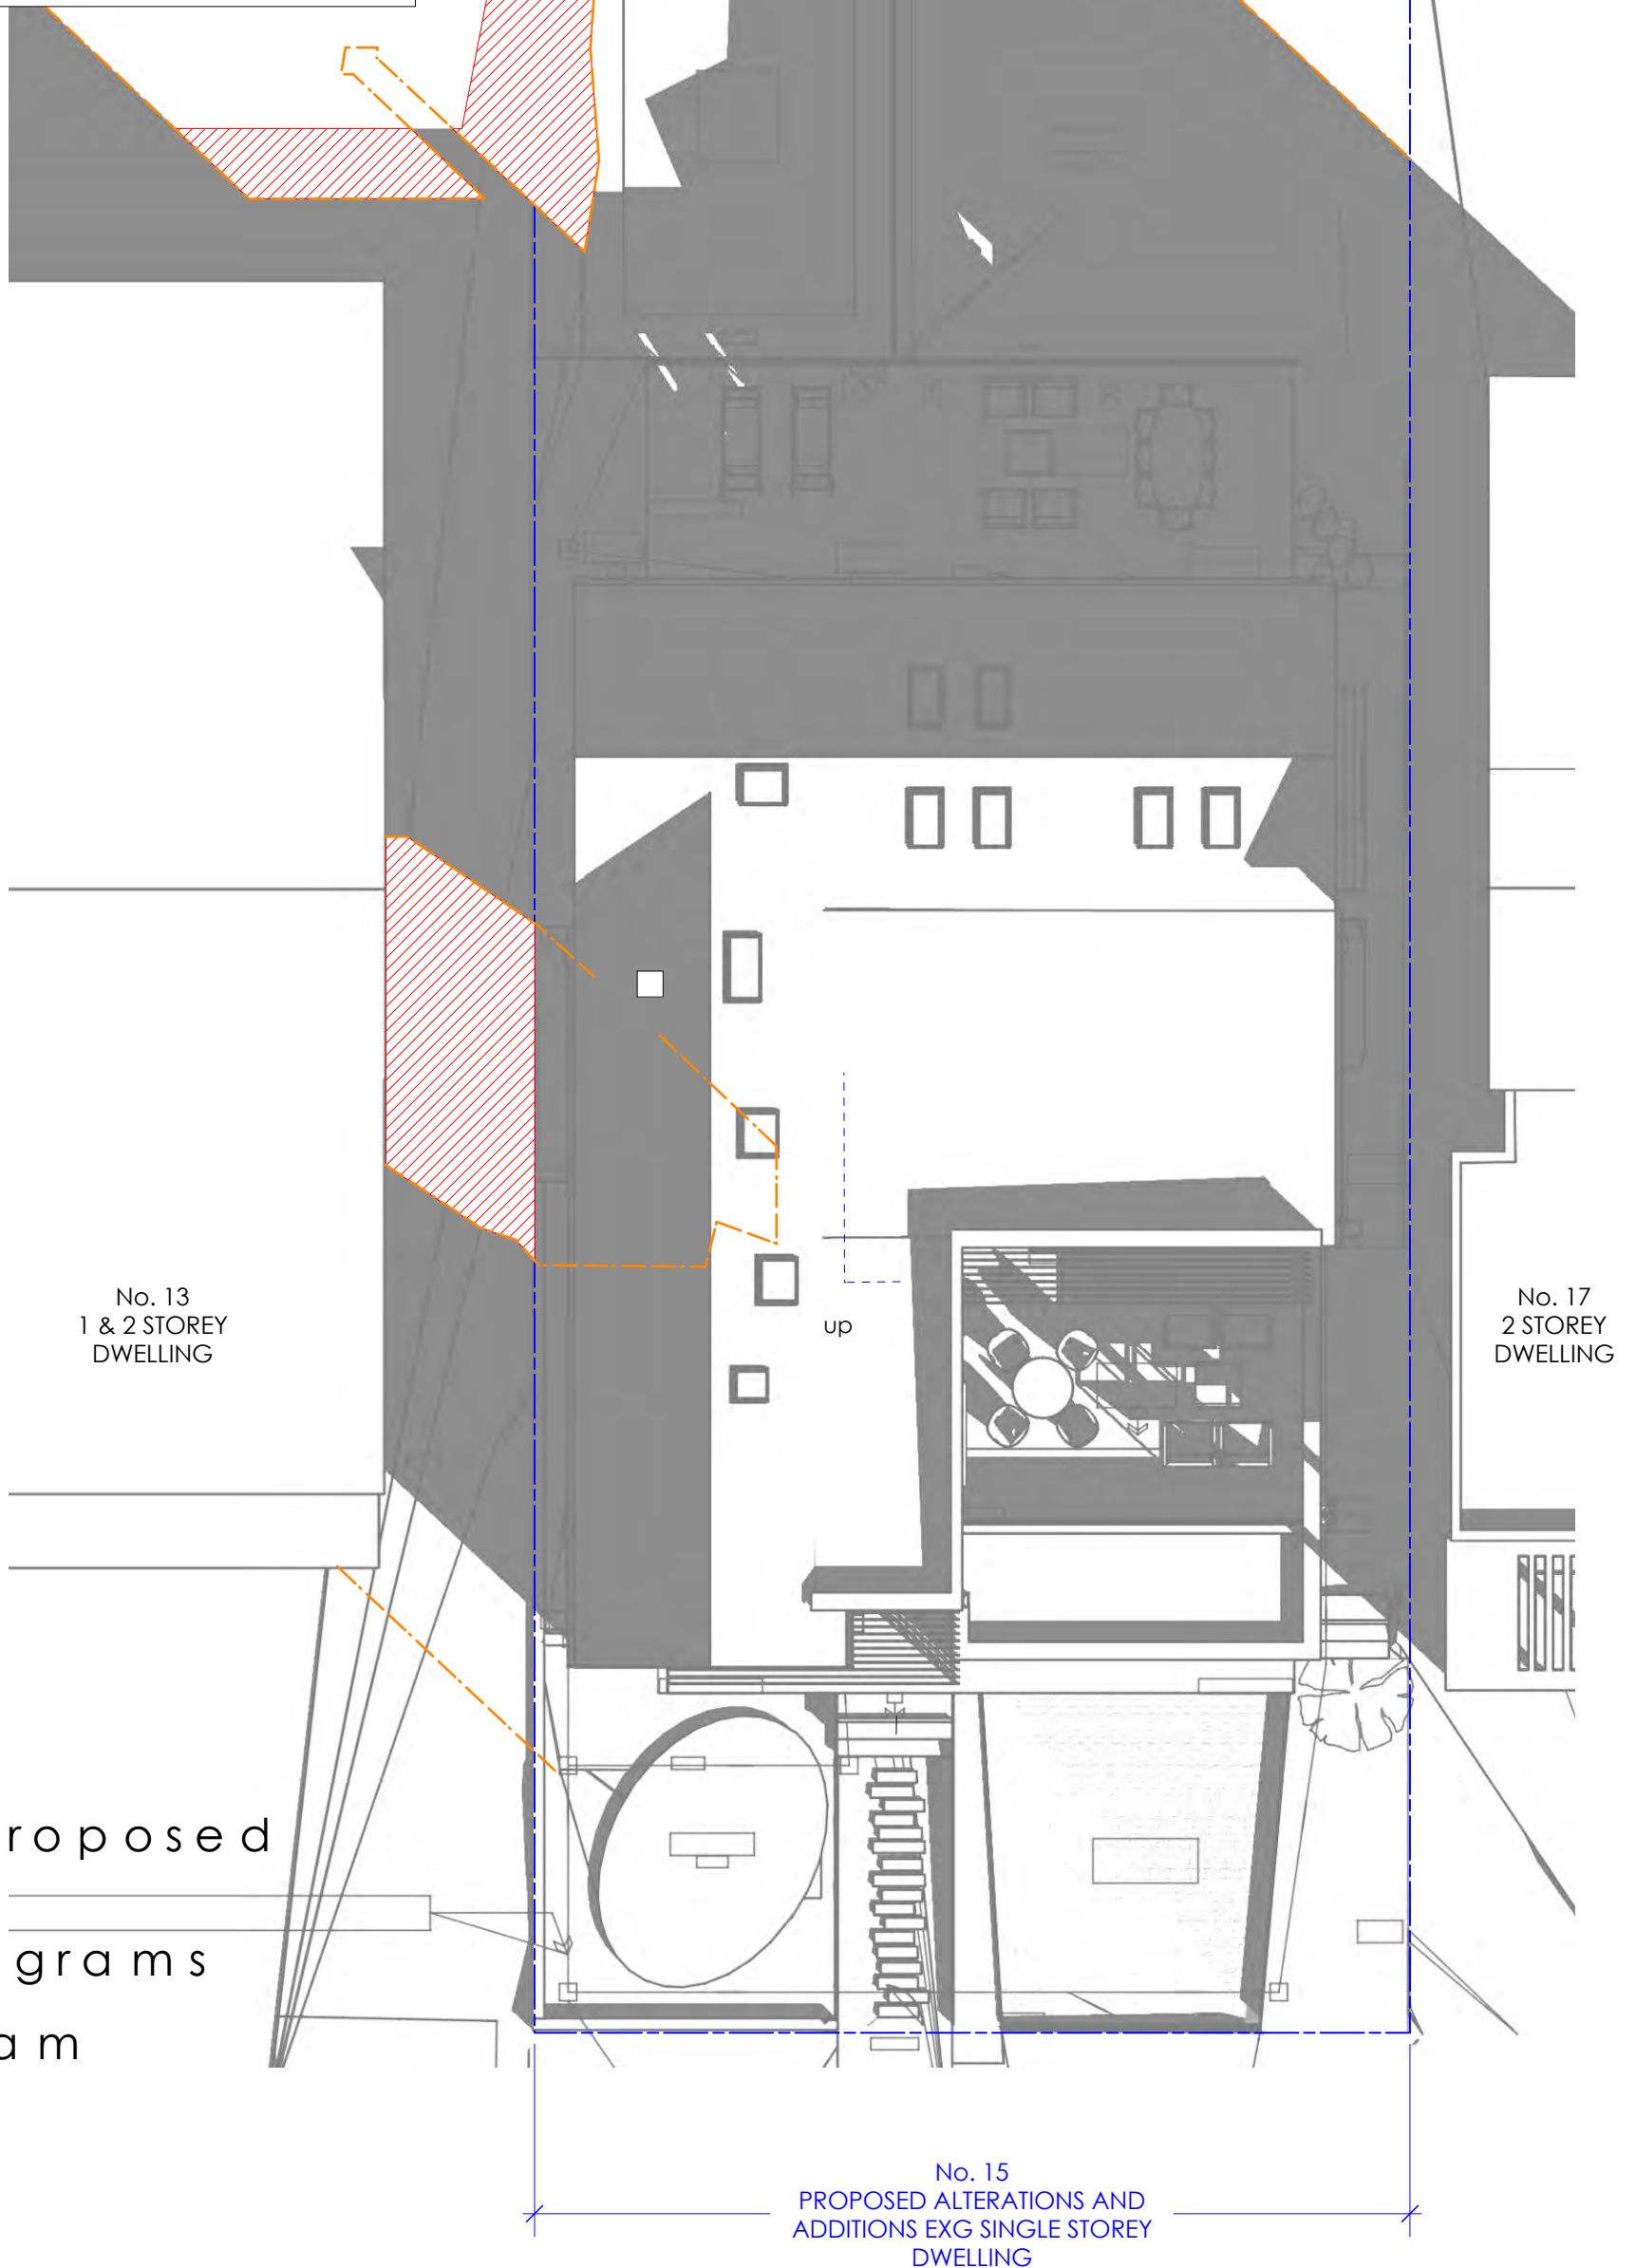 No. 13
1 & 2 STOREY
DWELLING
up
No. 17
2 STOREY
DWELLING
roposed
grams
am
No. 15
PROPOSED ALTERATIONS AND
ADDITIONS EXG SINGLE STOREY
DWELLING